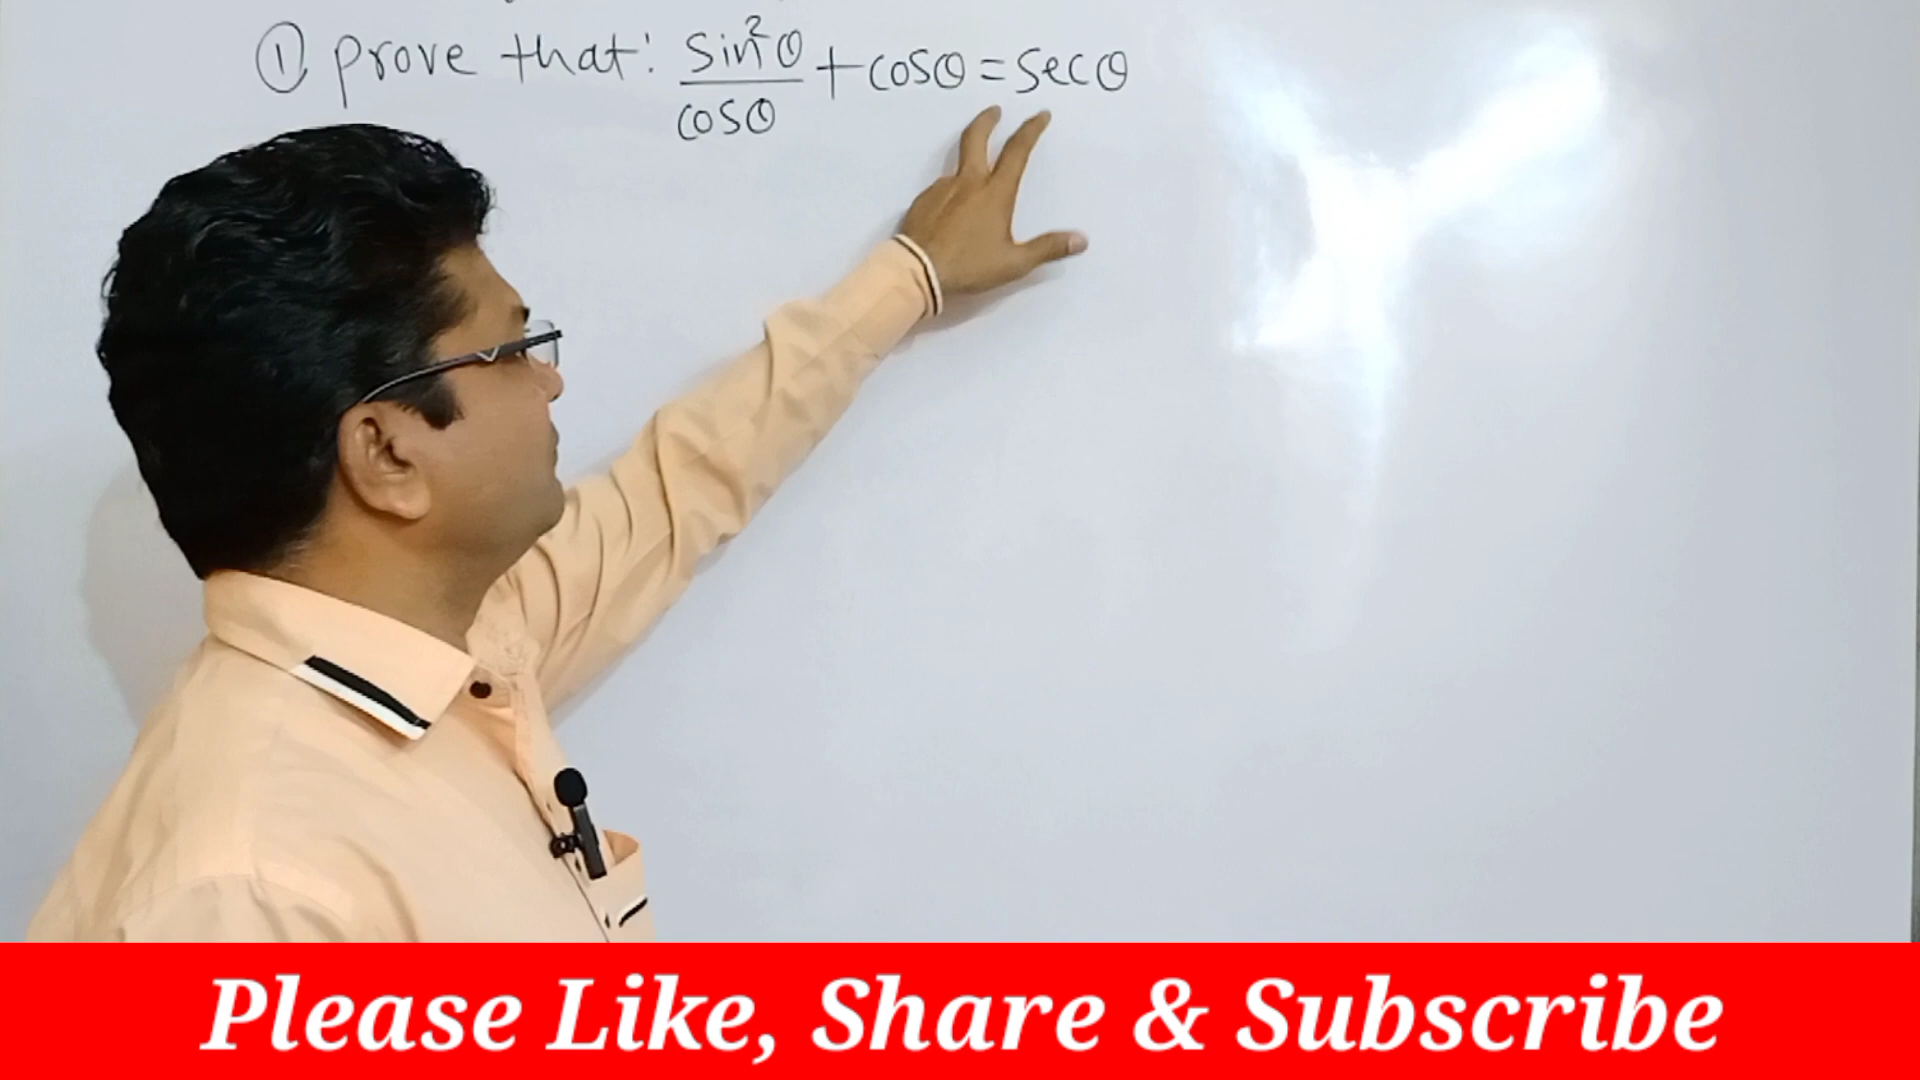 ① prove that: sin²θ/cosθ + cosθ = secθ
Please Like, Share & Subscribe